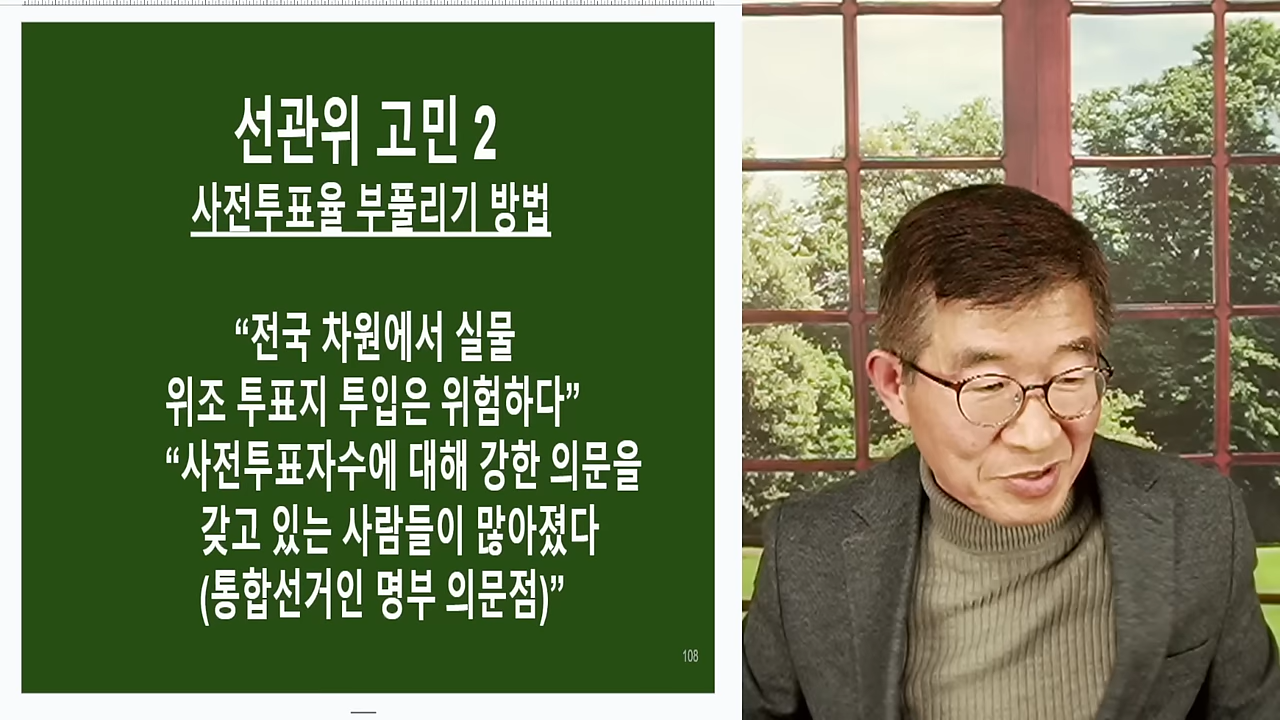 선관위 고민 2
사전투표율 부풀리기 방법
“전국 차원에서 실물
위조 투표지 투입은 위험하다”
“사전투표자수에 대해 강한 의문을
갖고 있는 사람들이 많아졌다
(통합선거인 명부 의문점)”
108